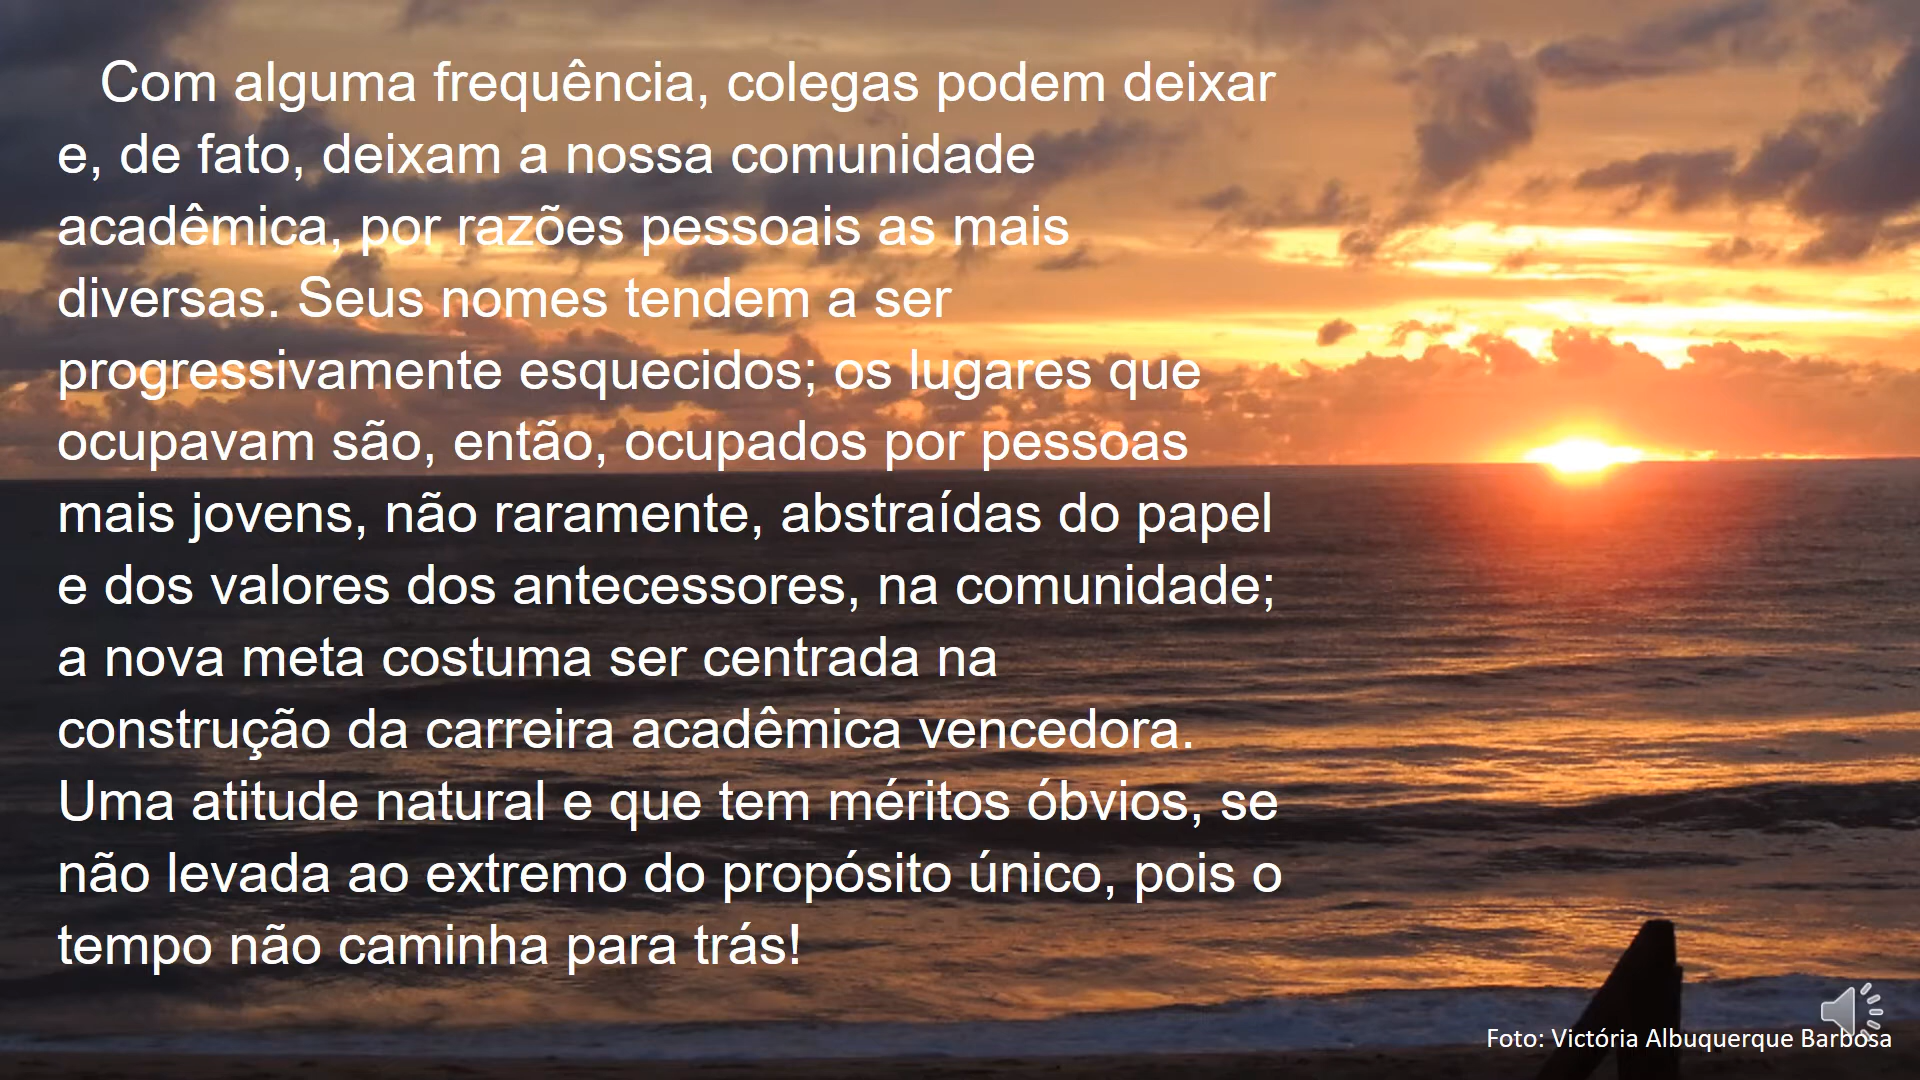 Com alguma frequência, colegas podem deixar
e, de fato, deixam a nossa comunidade
acadêmica, por razões pessoais as mais
diversas. Seus nomes tendem a ser
progressivamente esquecidos; os lugares que
ocupavam são, então, ocupados por pessoas
mais jovens, não raramente, abstraídas do papel
e dos valores dos antecessores, na comunidade;
a nova meta costuma ser centrada na
construção da carreira acadêmica vencedora.
Uma atitude natural e que tem méritos óbvios, se
não levada ao extremo do propósito único, pois o
tempo não caminha para trás!
Foto: Victória Albuquerque Barbosa